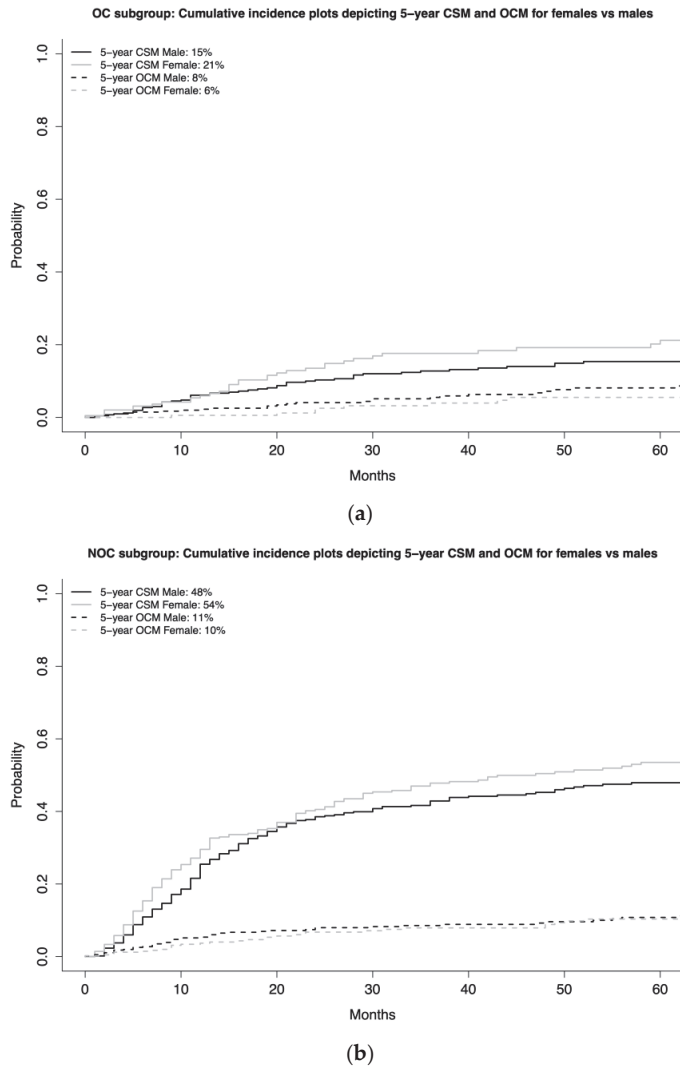 OC subgroup: Cumulative incidence plots depicting 5−year CSM and OCM for females vs males
5−year CSM Male: 15%
5−year CSM Female: 21%
5−year OCM Male: 8%
5−year OCM Female: 6%
Probability
1.0
0.8
0.6
0.4
0.2
0.0
0 10 20 30 40 50 60
Months
(a)
NOC subgroup: Cumulative incidence plots depicting 5−year CSM and OCM for females vs males
5−year CSM Male: 48%
5−year CSM Female: 54%
5−year OCM Male: 11%
5−year OCM Female: 10%
Probability
1.0
0.8
0.6
0.4
0.2
0.0
0 10 20 30 40 50 60
Months
(b)